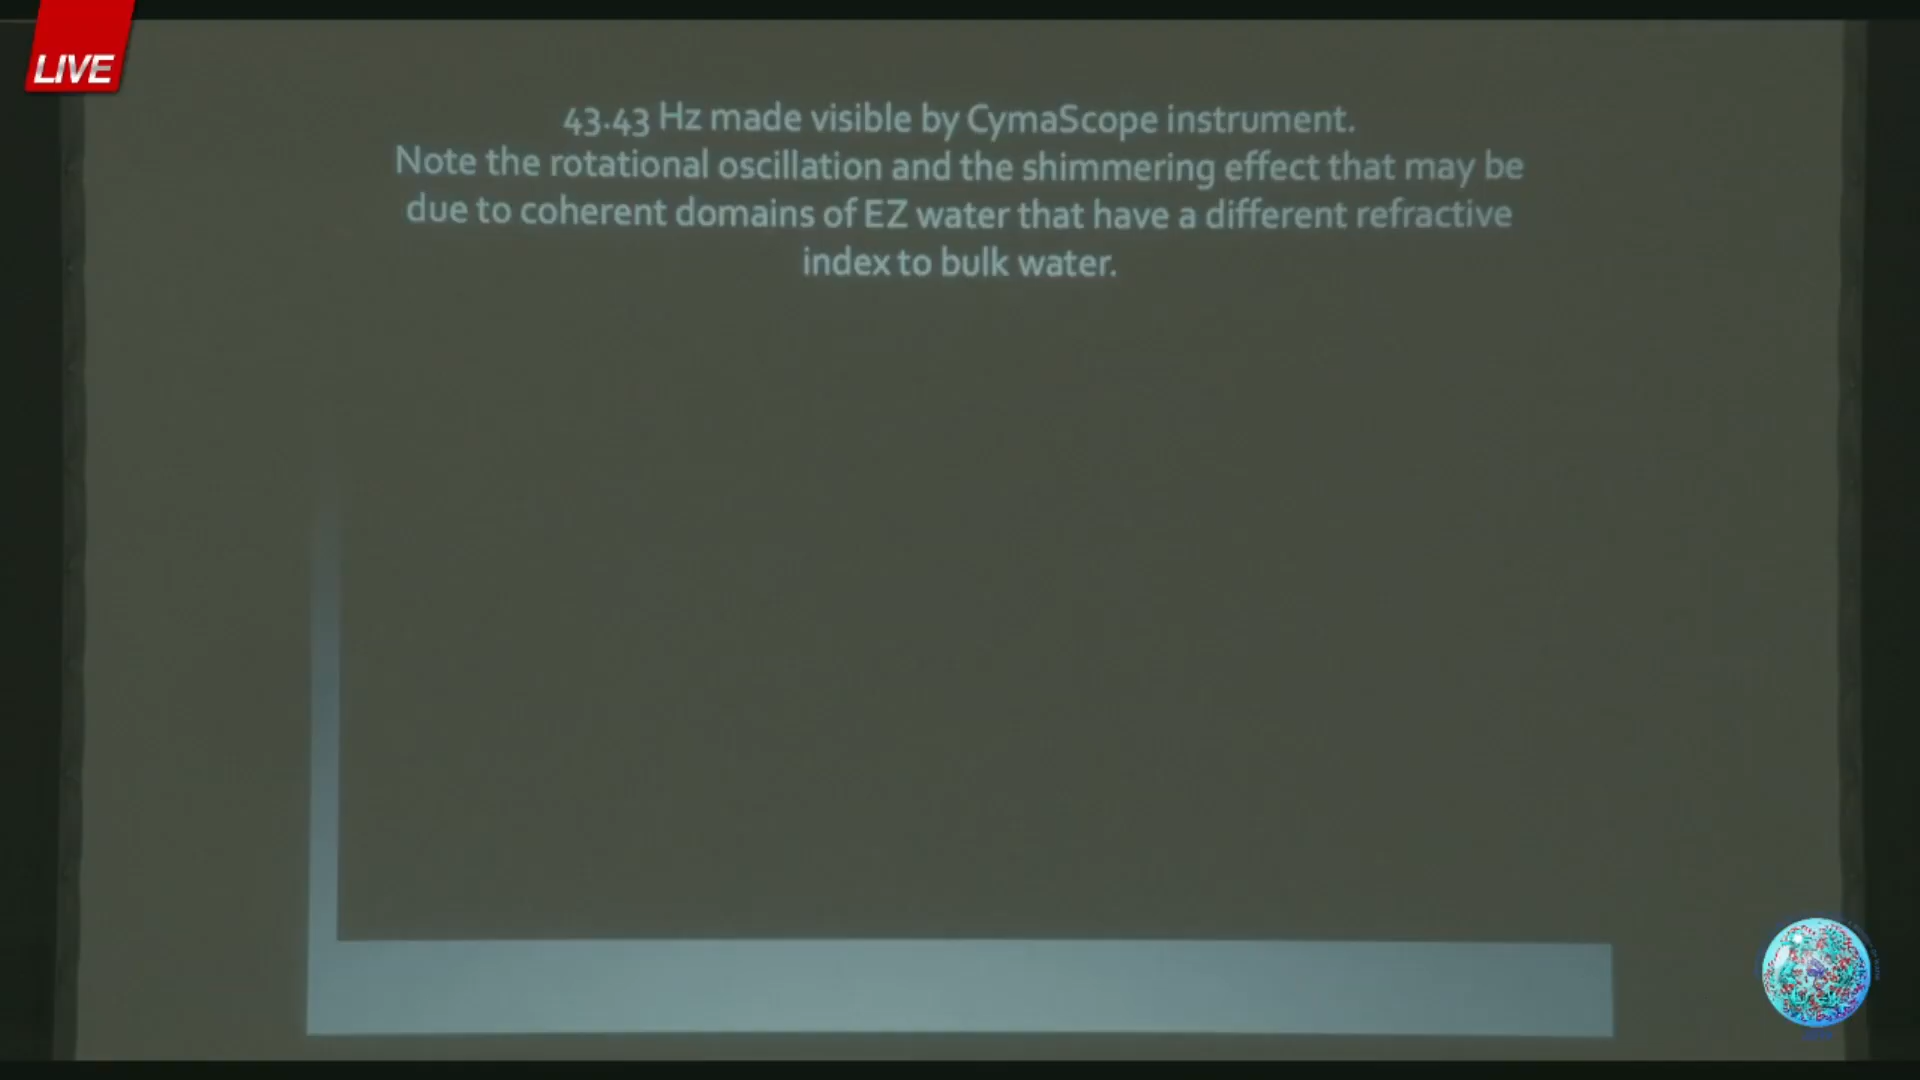 LIVE
43.43 Hz made visible by CymaScope instrument.
Note the rotational oscillation and the shimmering effect that may be
due to coherent domains of EZ water that have a different refractive
index to bulk water.